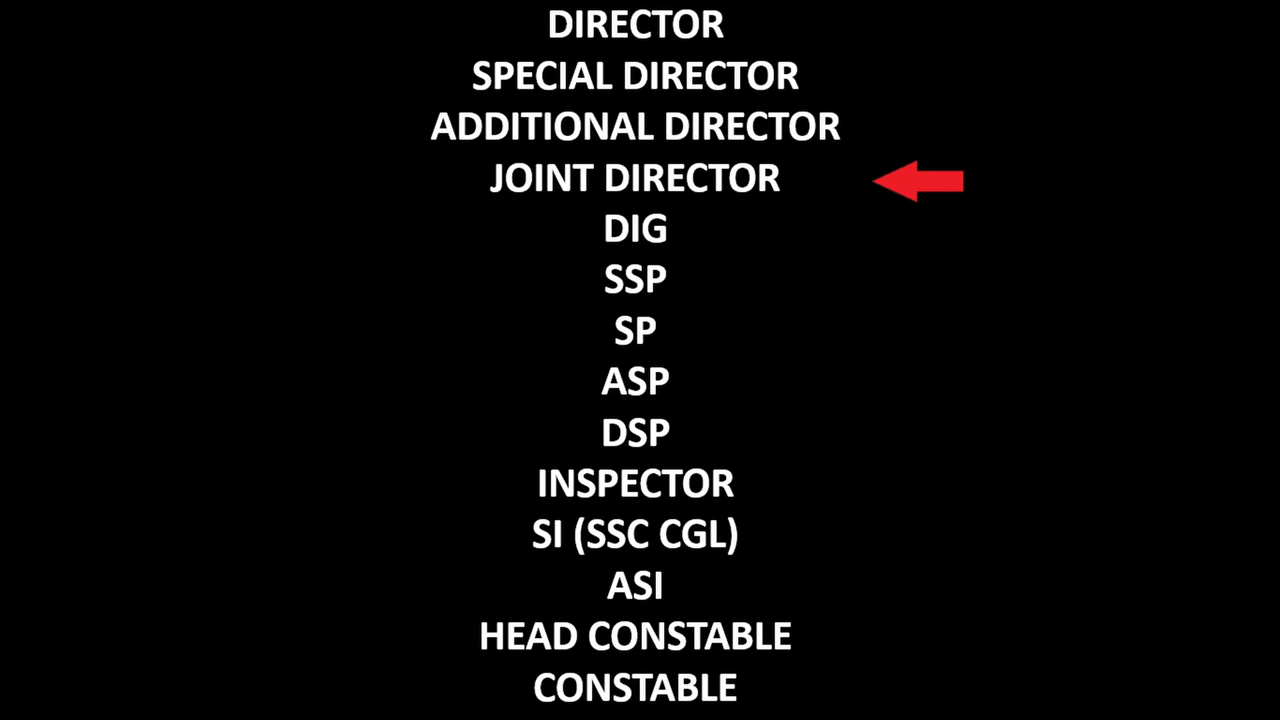 DIRECTOR
SPECIAL DIRECTOR
ADDITIONAL DIRECTOR
JOINT DIRECTOR
DIG
SSP
SP
ASP
DSP
INSPECTOR
SI (SSC CGL)
ASI
HEAD CONSTABLE
CONSTABLE